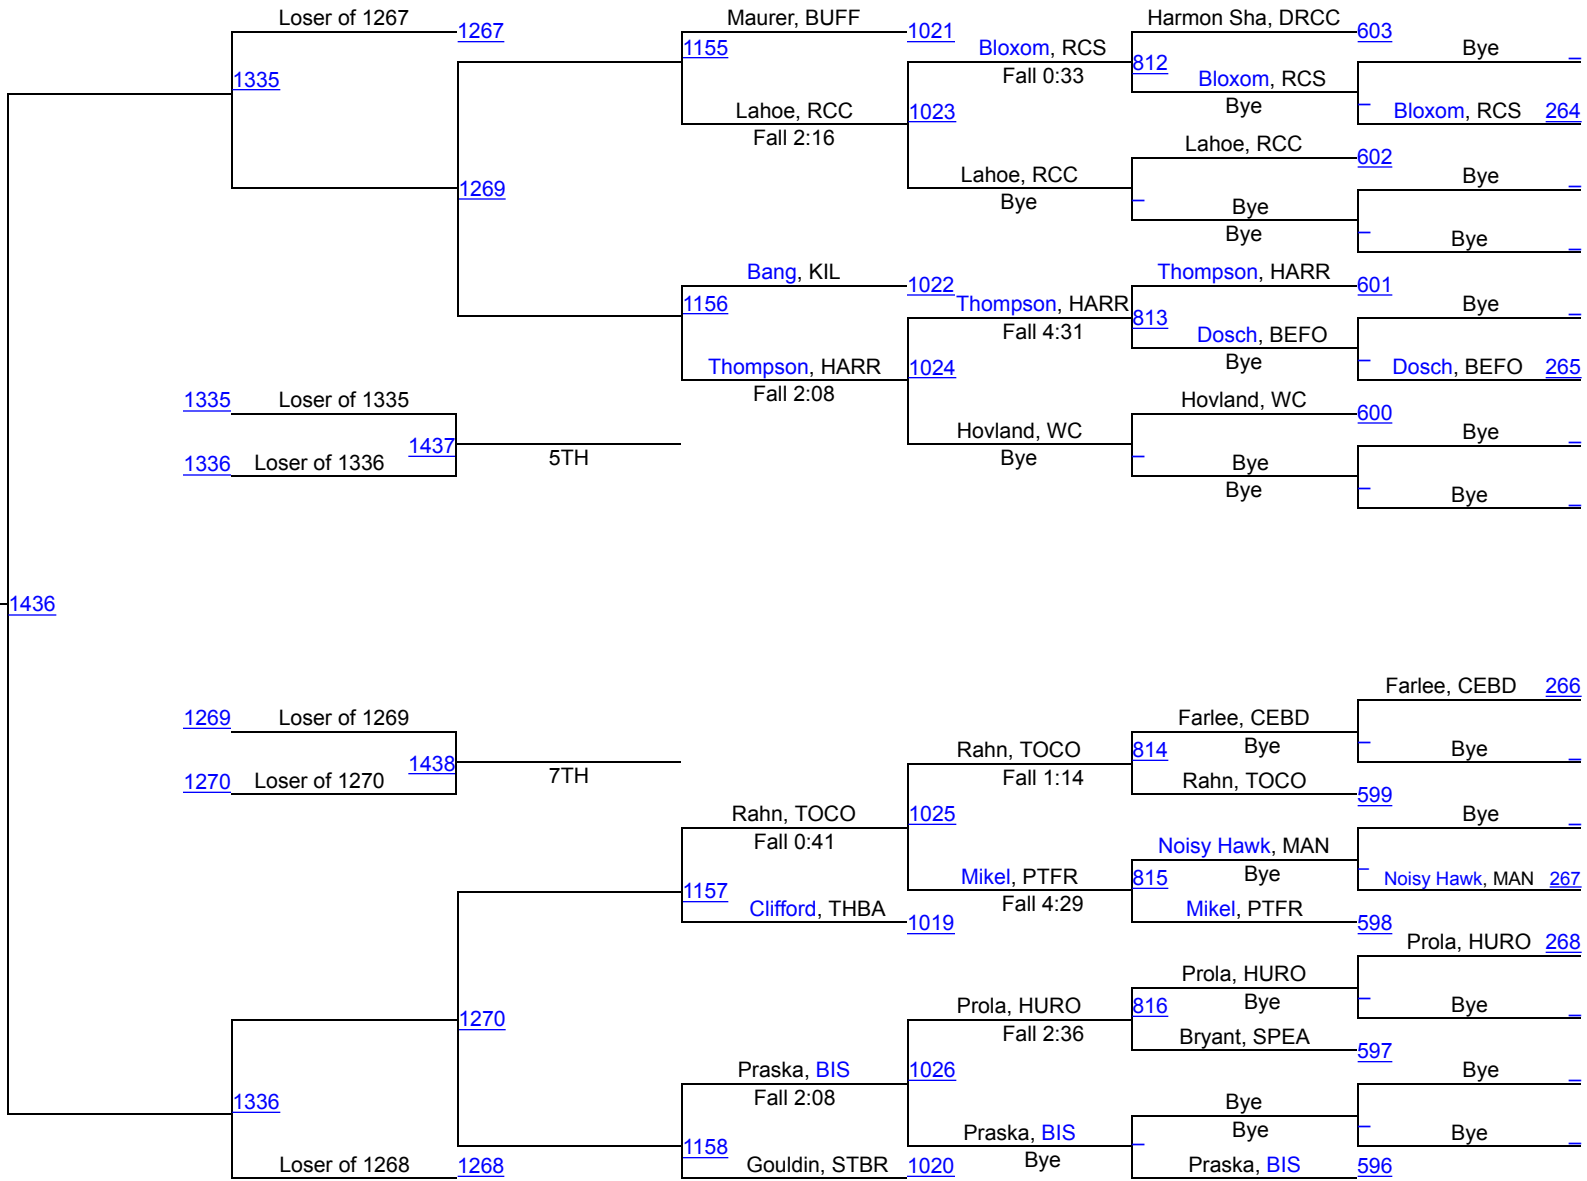 Loser of 1267 1267 Maurer, BUFF 1021 Harmon Sha, DRCC 603
1335 1155 Bloxom, RCS 812 Bye
Fall 0:33 Bloxom, RCS
Bye
Lahoe, RCC 1023 Bloxom, RCS 264
Fall 2:16
Lahoe, RCC 602
1269 Lahoe, RCC Bye
Bye Bye
Bye Bye
Bang, KIL 1022 Thompson, HARR 601
1156 Thompson, HARR 813 Bye
Fall 4:31 Dosch, BEFO
Bye
Thompson, HARR 1024 Dosch, BEFO 265
Fall 2:08
1335 Loser of 1335 Hovland, WC 600
1437 5TH Hovland, WC Bye
Bye Bye
1336 Loser of 1336 Bye Bye
1436
Farlee, CEBD 266
1269 Loser of 1269 Farlee, CEBD
Bye
1438 7TH Rahn, TOCO 814 Bye
Fall 1:14
1270 Loser of 1270 Rahn, TOCO 599
Rahn, TOCO 1025 Bye
Fall 0:41
Noisy Hawk, MAN
Bye
1157 Mikel, PTFR 815 Noisy Hawk, MAN 267
Fall 4:29
Clifford, THBA 1019 Mikel, PTFR 598
Prola, HURO 268
Prola, HURO
Bye
1270 Prola, HURO 816 Bye
Fall 2:36
Bryant, SPEA 597
Praska, BIS 1026 Bye
Fall 2:08
1336 Bye
Bye
1158 Praska, BIS Bye
Bye
Loser of 1268 1268 Gouldin, STBR 1020 Praska, BIS 596